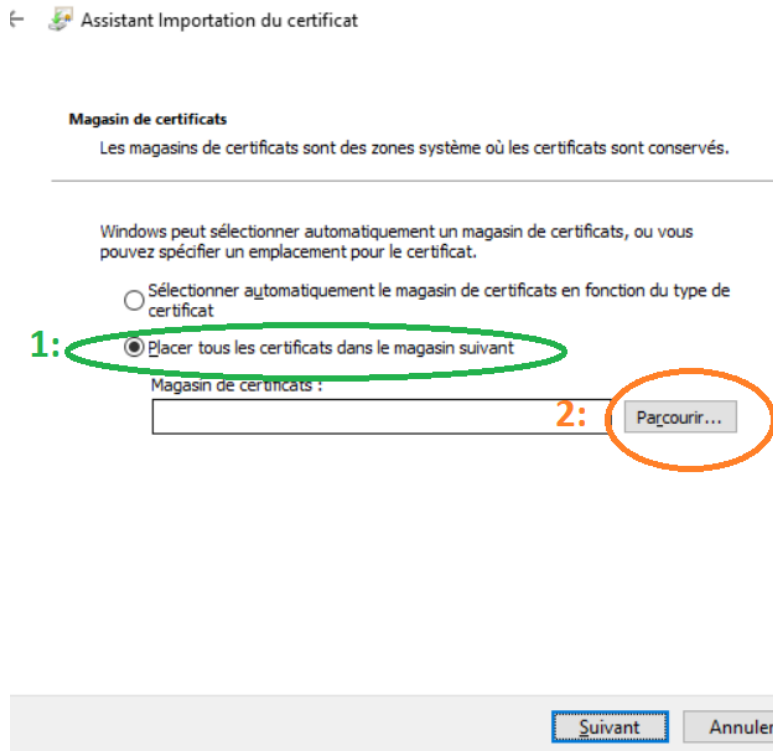 Assistant Importation du certificat
Magasin de certificats
Les magasins de certificats sont des zones système où les certificats sont conservés.
Windows peut sélectionner automatiquement un magasin de certificats, ou vous
pouvez spécifier un emplacement pour le certificat.
Sélectionner automatiquement le magasin de certificats en fonction du type de
certificat
1:
Placer tous les certificats dans le magasin suivant
Magasin de certificats :
2:
Parcourir...
Suivant
Annuler